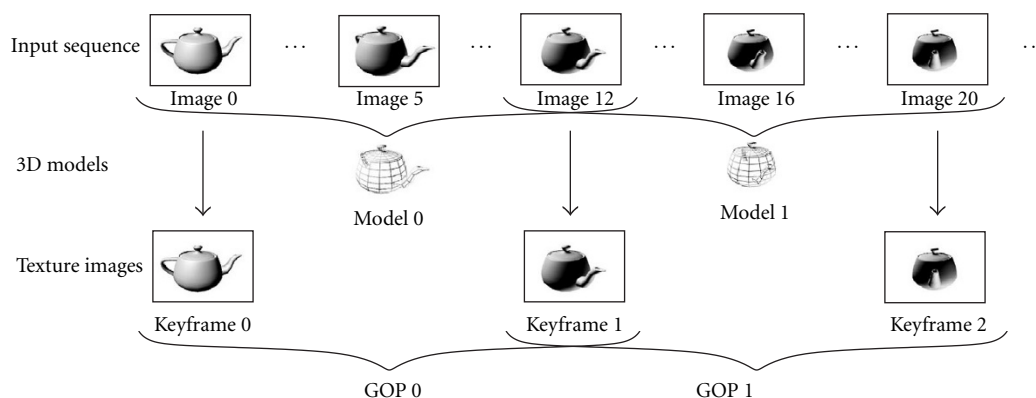 Input sequence
... ... ... ... ...
Image 0 Image 5 Image 12 Image 16 Image 20
3D models
Model 0 Model 1
Texture images
Keyframe 0 Keyframe 1 Keyframe 2
GOP 0 GOP 1